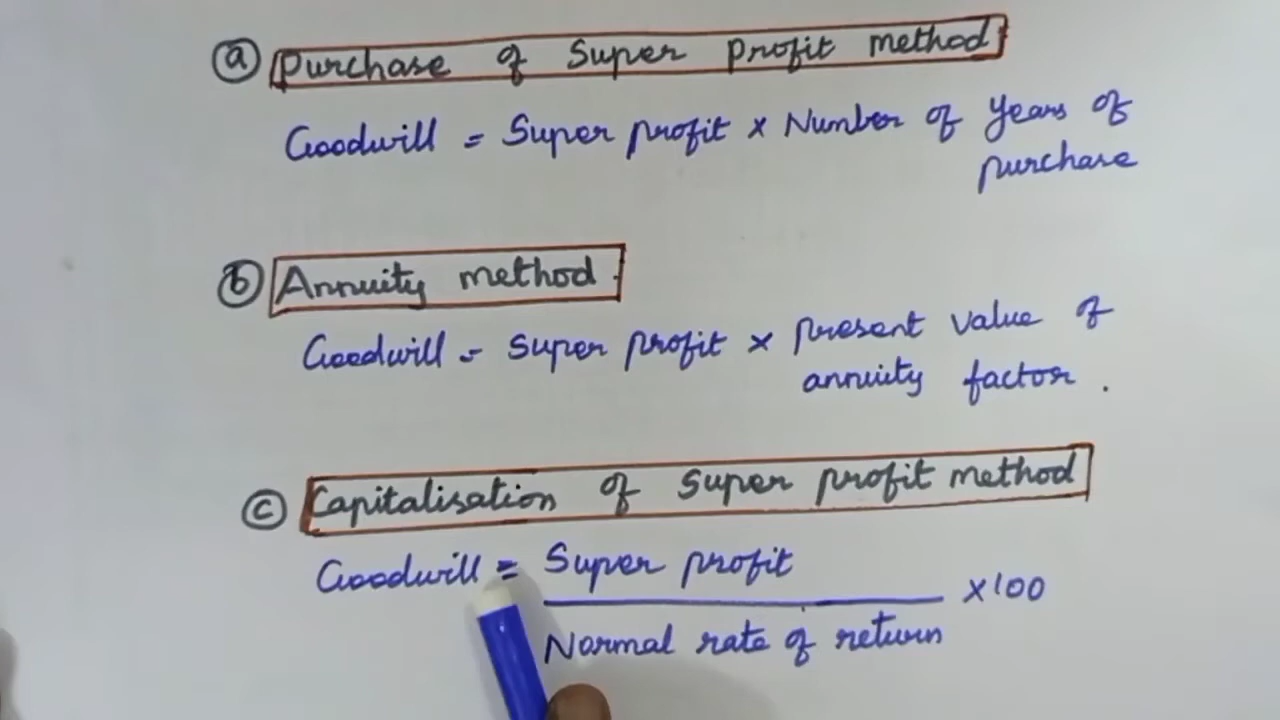 (a) Purchase of Super profit method
Goodwill = Super profit × Number of years of
purchase
(b) Annuity method.
Goodwill = Super profit × present value of
annuity factor.
(c) Capitalisation of Super profit method
Goodwill = Super profit
×100
Normal rate of return